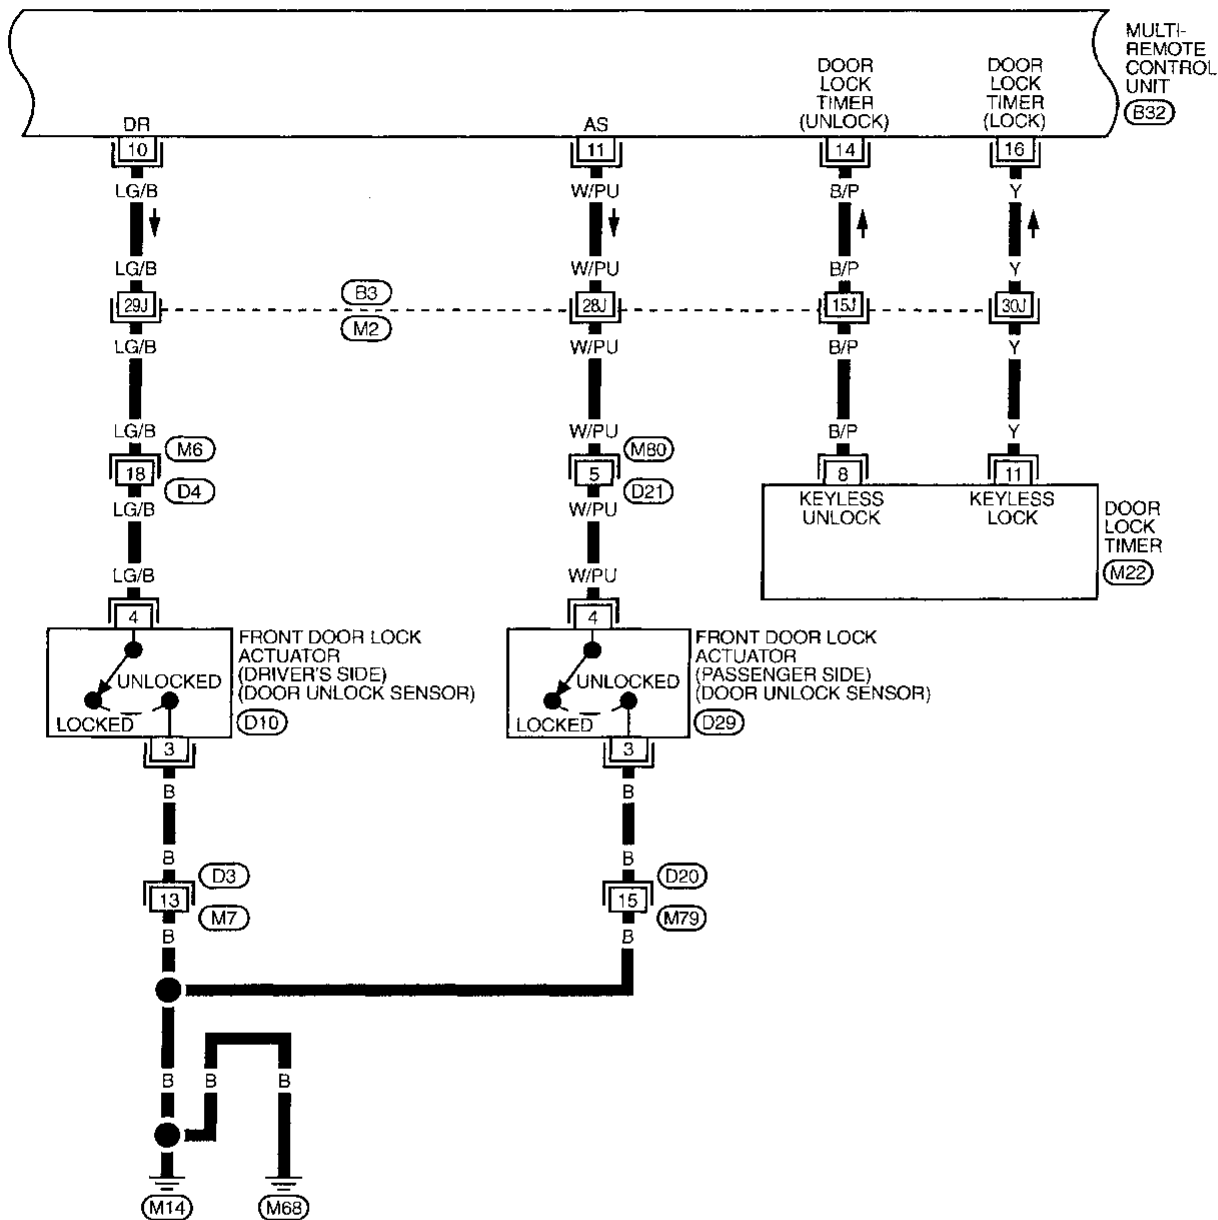 MULTI-
REMOTE
CONTROL
UNIT
B32
DOOR
LOCK
TIMER
(UNLOCK)
DOOR
LOCK
TIMER
(LOCK)
DR
AS
10
11
14
16
LG/B
W/PU
B/P
Y
LG/B
W/PU
B/P
Y
29J
B3
M2
28J
15J
30J
LG/B
W/PU
B/P
Y
LG/B
W/PU
B/P
Y
M6
18
D4
M80
5
D21
8
11
LG/B
W/PU
KEYLESS
UNLOCK
KEYLESS
LOCK
DOOR
LOCK
TIMER
M22
LG/B
W/PU
4
4
FRONT DOOR LOCK
ACTUATOR
(DRIVER'S SIDE)
(DOOR UNLOCK SENSOR)
D10
UNLOCKED
LOCKED
FRONT DOOR LOCK
ACTUATOR
(PASSENGER SIDE)
(DOOR UNLOCK SENSOR)
D29
UNLOCKED
LOCKED
3
3
B
B
B
B
D3
13
M7
D20
15
M79
B
B
B
B
B
M14
M68